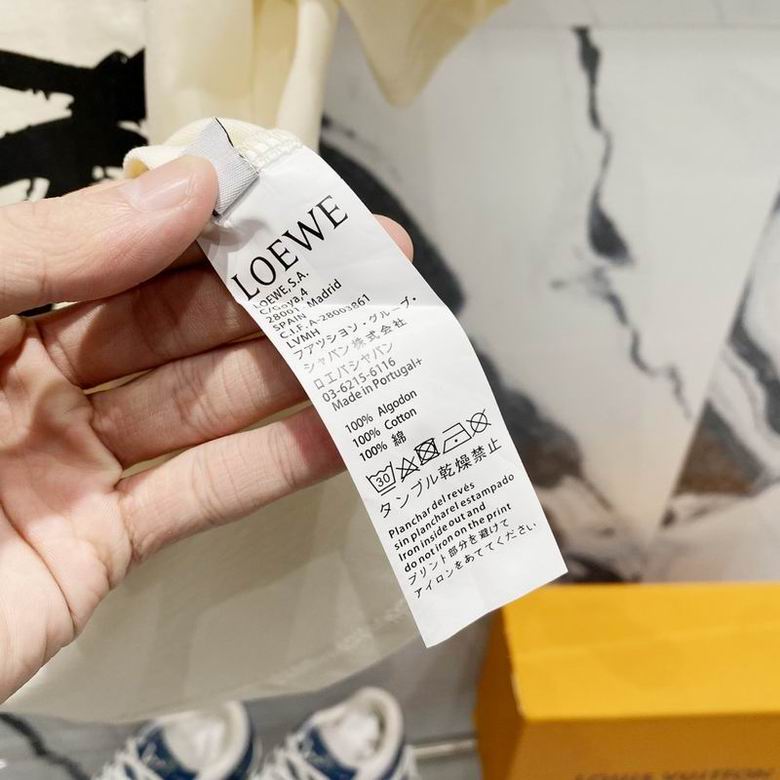 LOEWE
LOEWE, S.A.
C/Goya,4
28001 - Madrid
SPAIN
C.I.F. A-28003861
LVMH
フアツシヨン・グループ・
ジャパン株式会社
ロエベジャパン
03-6215-6116
Made in Portugal+
100% Algodon
100% Cotton
100% 綿
30
タンブル乾燥禁止
Planchar del revés
sin planchar el estampado
Iron inside out and
do not iron on the print
プリント部分を避けて
アイロンをあててください